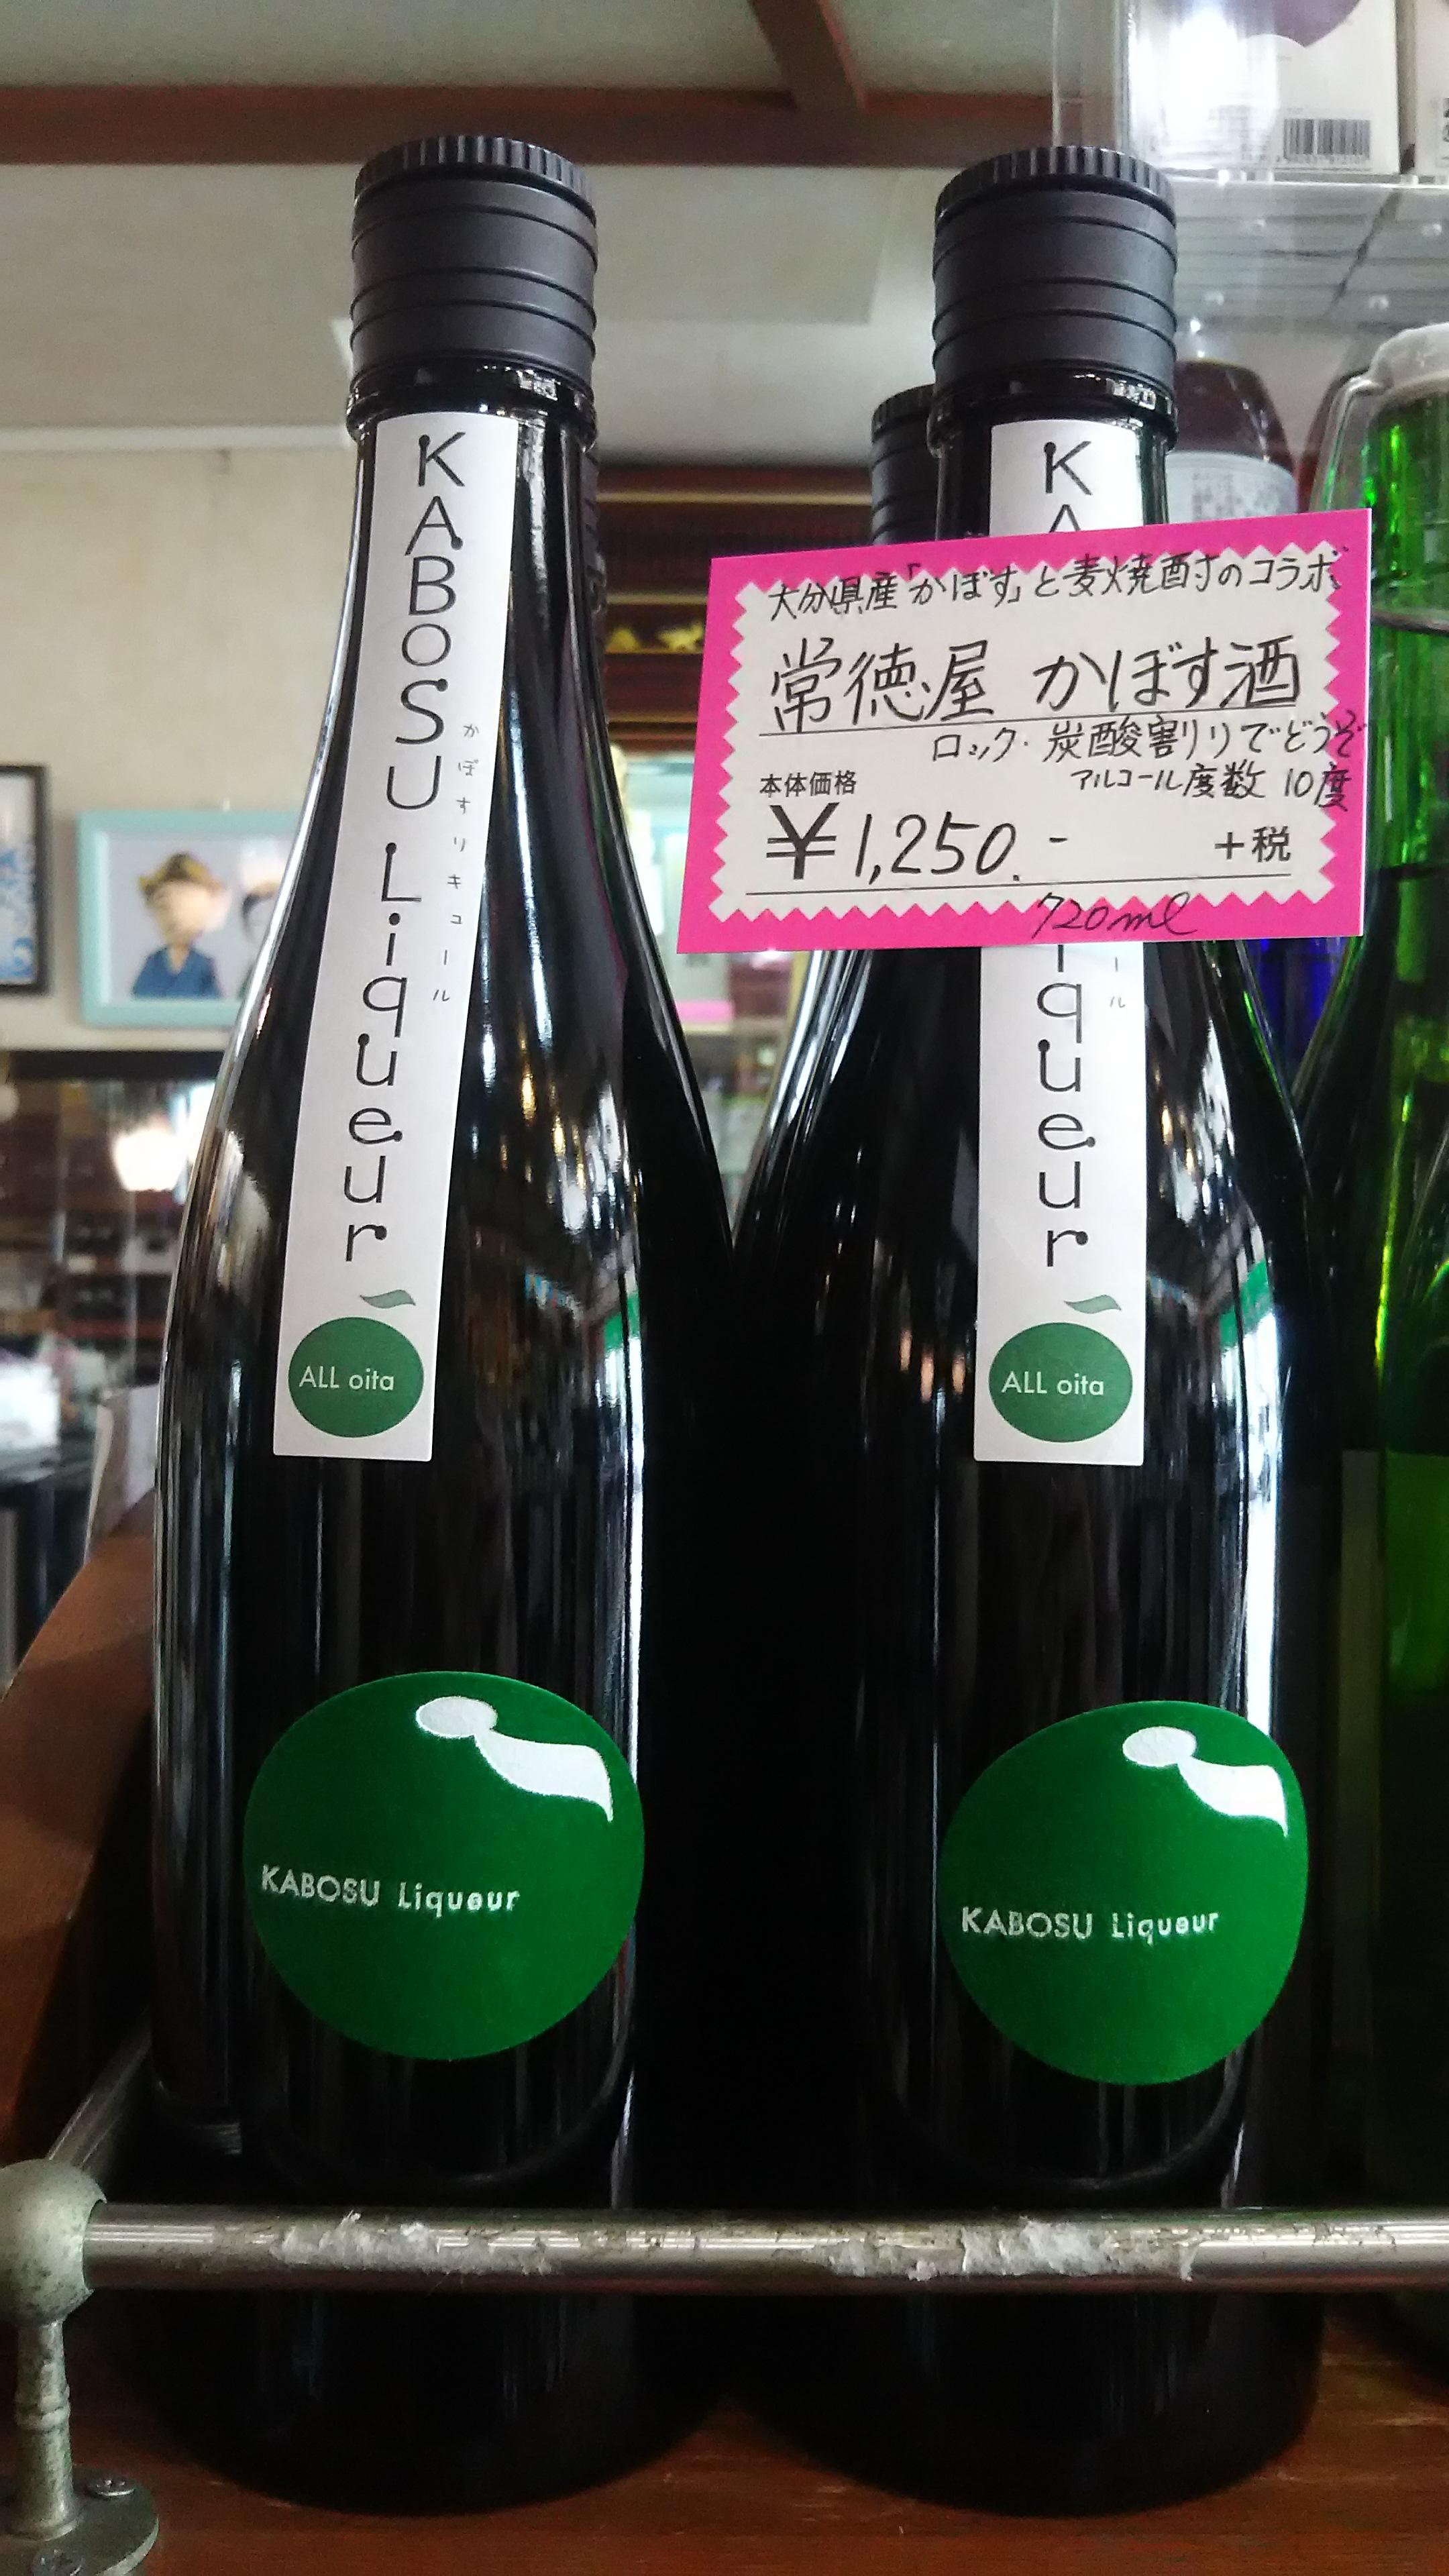 KABOSU Liqueur
かぼすリキュール
ALL oita
KABOSU Liqueur
K
大分県産「かぼす」と麦焼酎のコラボ
常徳屋 かぼす酒
ロック・炭酸割りでどうぞ
アルコール度数 10度
本体価格
¥1,250.- +税
720ml
iqueur
ール
ALL oita
KABOSU Liqueur